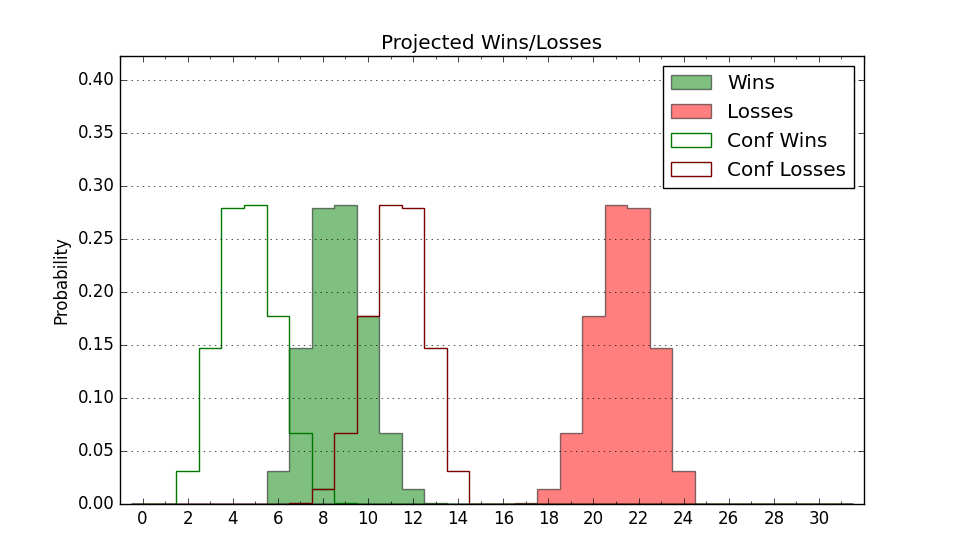 Projected Wins/Losses
0.40
0.35
0.30
0.25
0.20
0.15
0.10
0.05
0.00
Probability
Wins
Losses
Conf Wins
Conf Losses
0 2 4 6 8 10 12 14 16 18 20 22 24 26 28 30